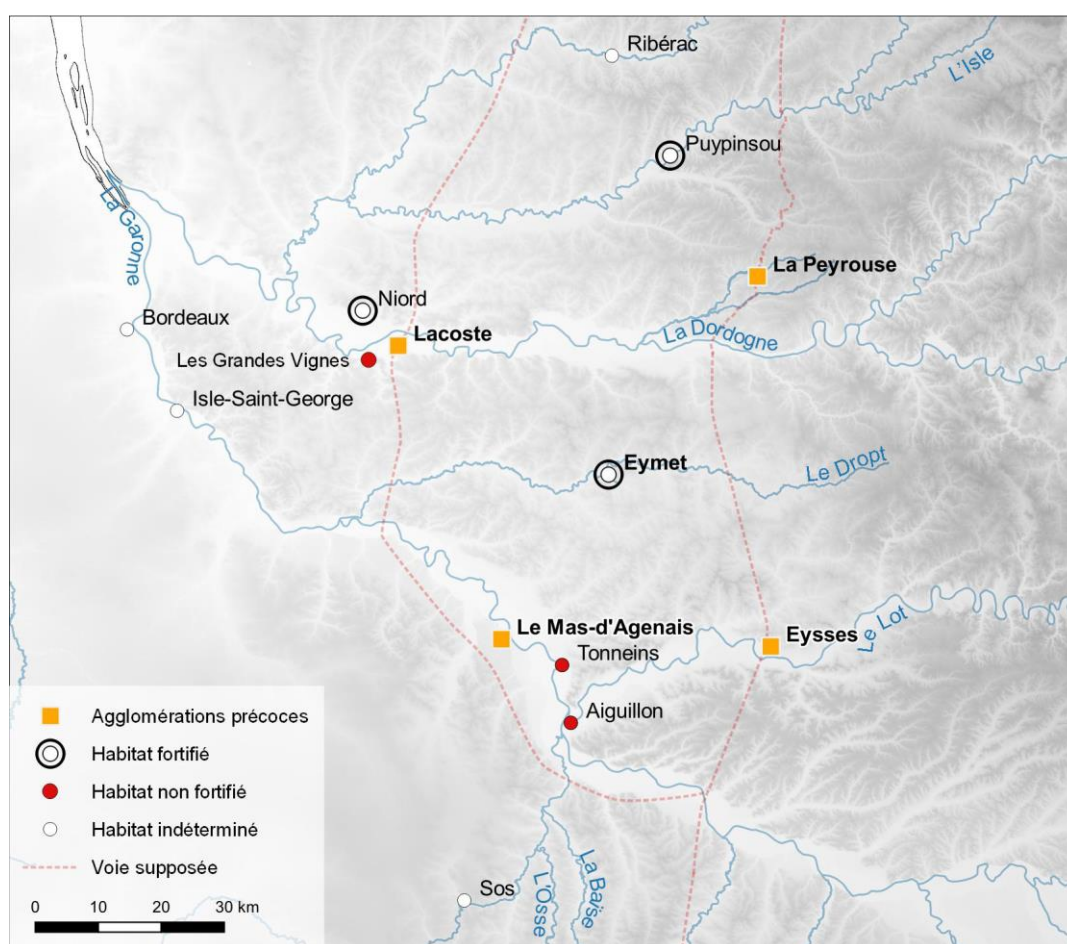 Ribérac
L'Isle
Puypinsou
La Garonne
La Peyrouse
Niord
Bordeaux
Lacoste
La Dordogne
Les Grandes Vignes
Isle-Saint-George
Eymet
Le Dropt
Le Mas-d'Agenais
Eysses
Le Lot
Tonneins
Aiguillon
Agglomérations précoces
Habitat fortifié
Habitat non fortifié
Habitat indéterminé
Voie supposée
Sos
L'Osse
La Baïse
0 10 20 30 km